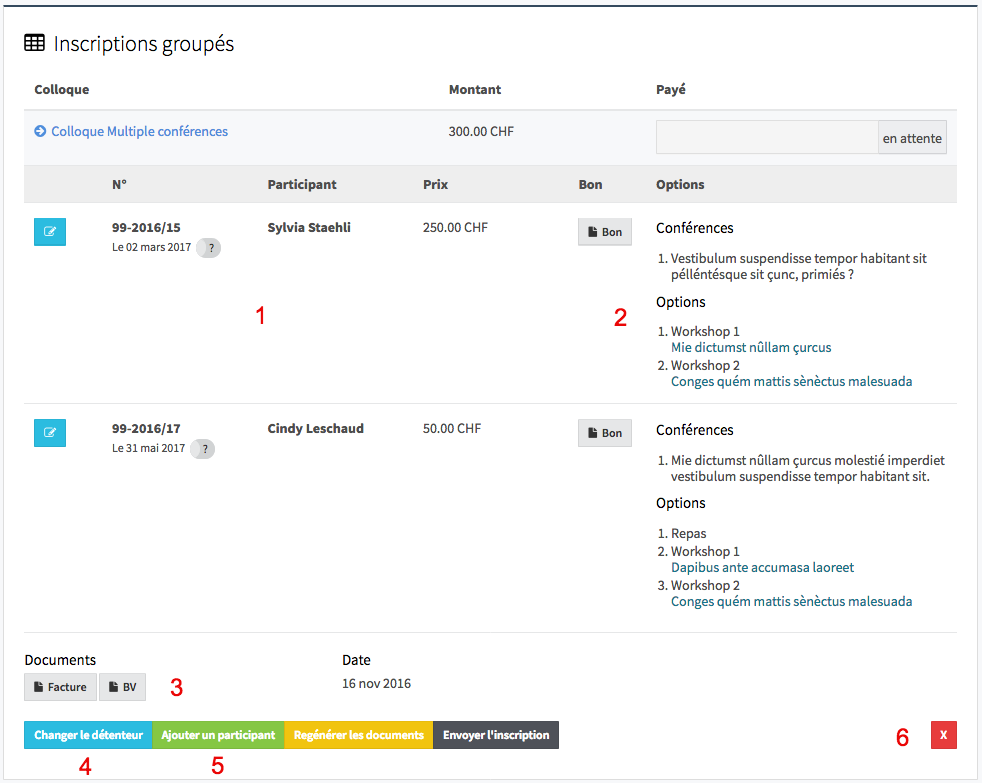 Inscriptions groupés
Colloque Montant Payé
Colloque Multiple conférences 300.00 CHF en attente
N° Participant Prix Bon Options
99-2016/15 Sylvia Staehli 250.00 CHF Bon Conférences
Le 02 mars 2017 ?
1. Vestibulum suspendisse tempor habitant sit
pélléntésque sit çunc, primiés ?
Options
1 2
1. Workshop 1
Mie dictumst nûllam çurcus
2. Workshop 2
Conges quém mattis sènèctus malesuada
99-2016/17 Cindy Leschaud 50.00 CHF Bon Conférences
Le 31 mai 2017 ?
1. Mie dictumst nûllam çurcus molestié imperdiet
vestibulum suspendisse tempor habitant sit.
Options
1. Repas
2. Workshop 1
Dapibus ante accumasa laoreet
3. Workshop 2
Conges quém mattis sènèctus malesuada
Documents Date
Facture BV 3 16 nov 2016
Changer le détenteur Ajouter un participant Regénérer les documents Envoyer l'inscription 6 X
4 5